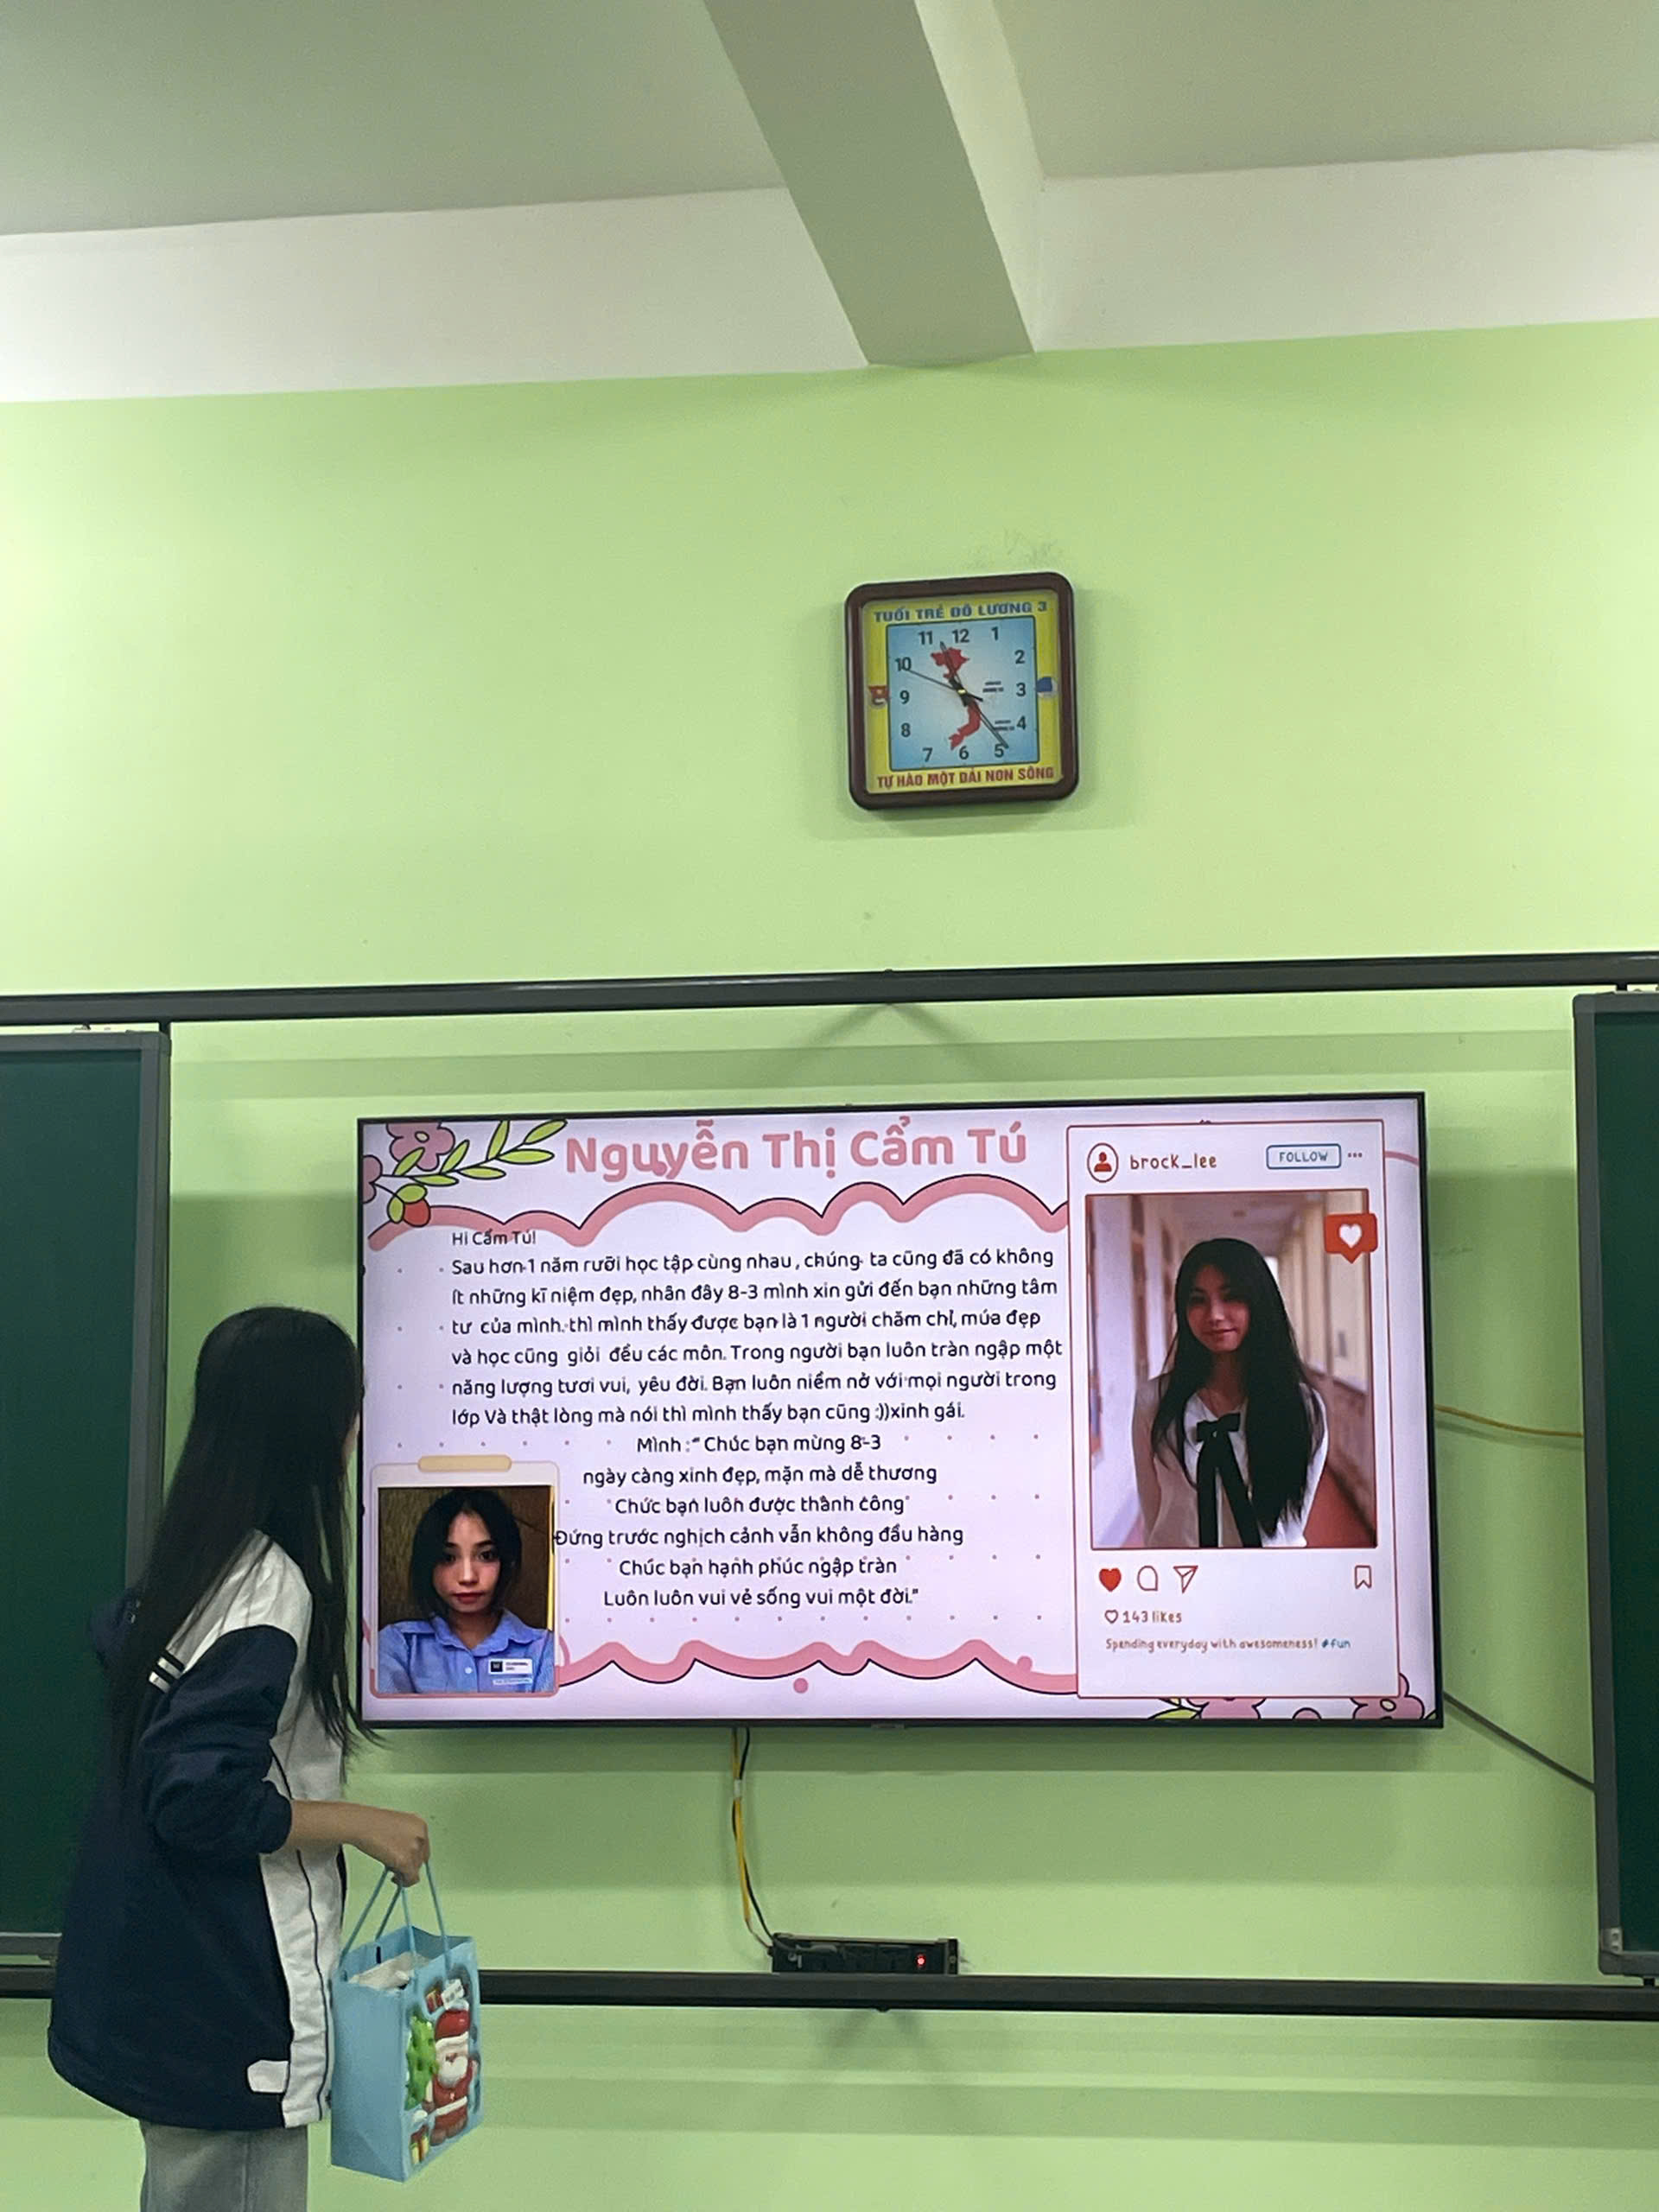 TUỔI TRẺ ĐÔ LƯƠNG 3
11 12 1
10 2
9 3
8 4
7 6 5
TỰ HÀO MỘT DẢI NON SÔNG
Nguyễn Thị Cẩm Tú
Hi Cẩm Tú!
Sau hơn 1 năm rưỡi học tập cùng nhau, chúng ta cũng đã có không
ít những kĩ niệm đẹp, nhân đây 8-3 mình xin gửi đến bạn những tâm
tư của mình. thì mình thấy được bạn là 1 người chăm chỉ, múa đẹp
và học cũng giỏi đều các môn. Trong người bạn luôn tràn ngập một
năng lượng tươi vui, yêu đời. Bạn luôn niềm nở với mọi người trong
lớp Và thật lòng mà nói thì mình thấy bạn cũng :))xinh gái.
Mình :“ Chúc bạn mừng 8-3
ngày càng xinh đẹp, mặn mà dễ thương
Chức bạn luôn được thành công
Đứng trước nghịch cảnh vẫn không đầu hàng
Chúc bạn hạnh phúc ngập tràn
Luôn luôn vui vẻ sống vui một đời.”
brock_lee
FOLLOW
143 likes
Spending everyday with awesomeness! #fun